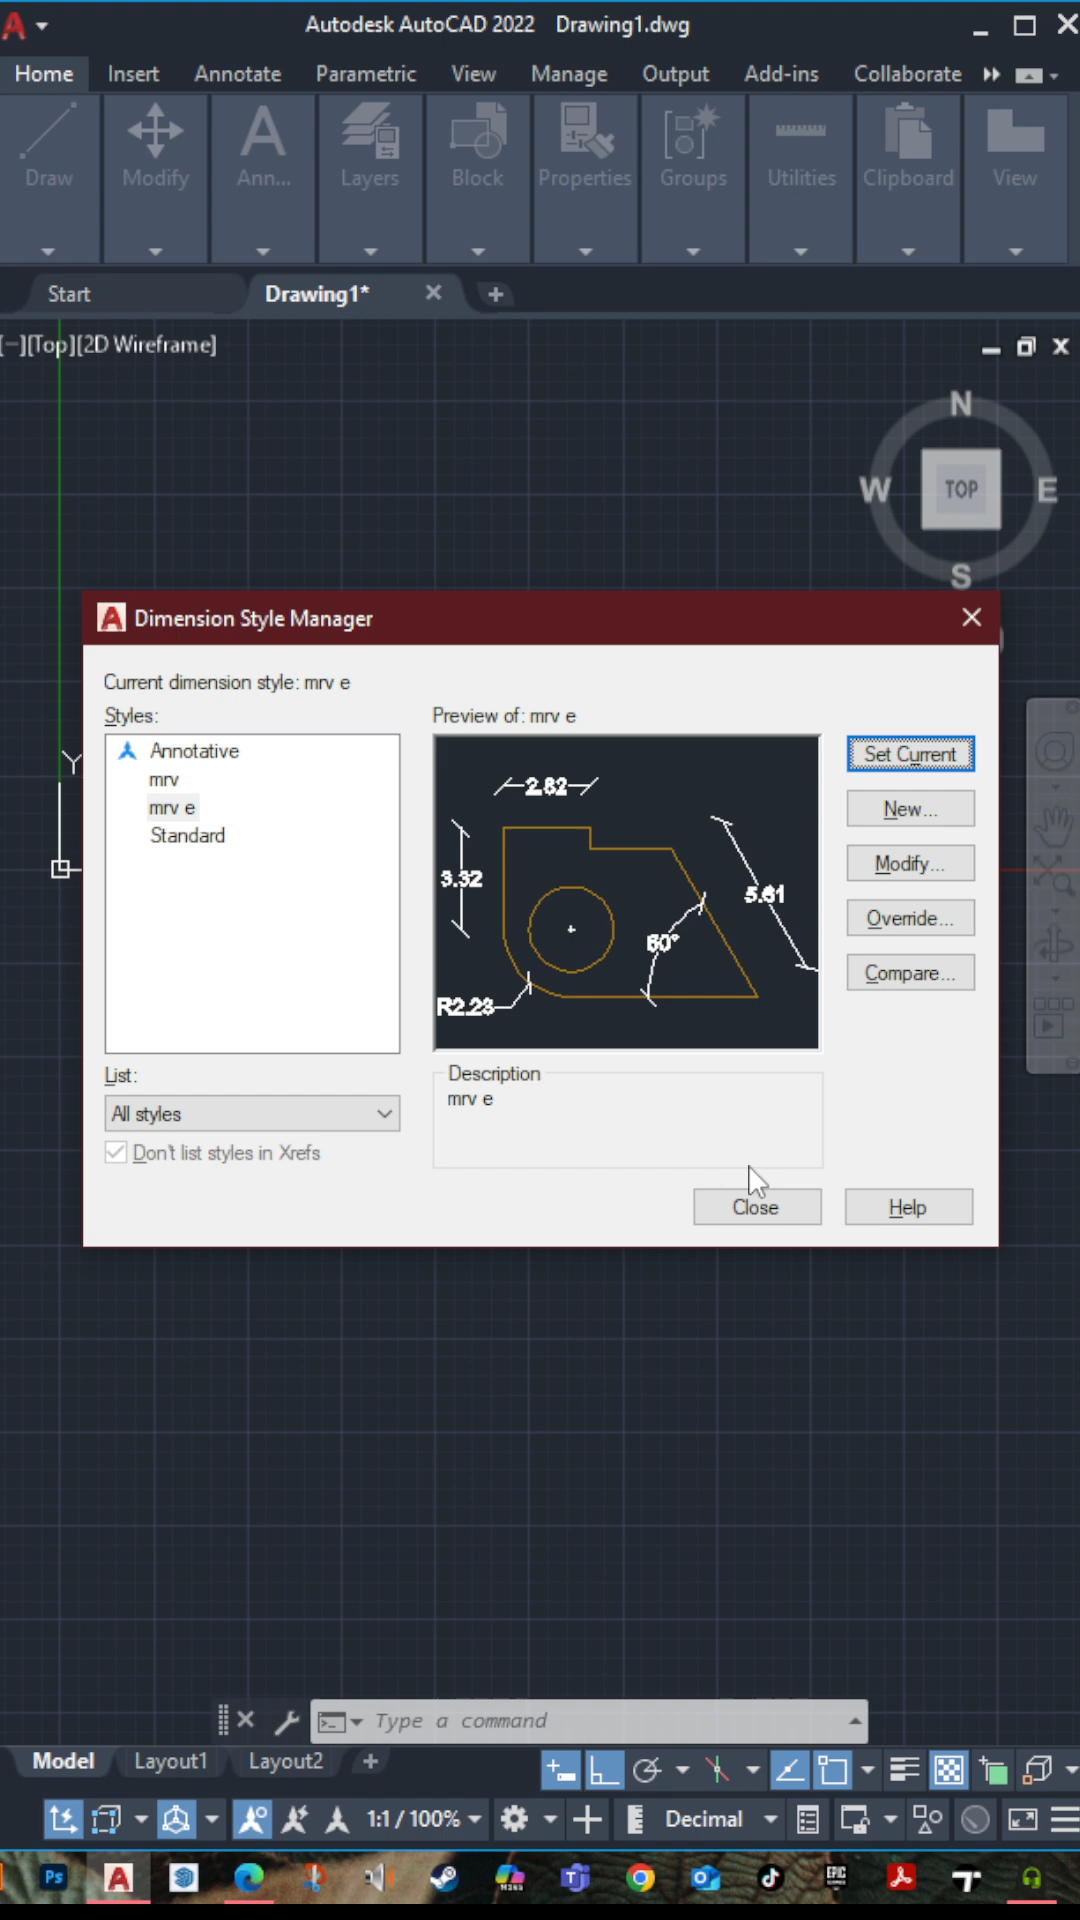 Autodesk AutoCAD 2022 Drawing1.dwg
Home Insert Annotate Parametric View Manage Output Add-ins Collaborate
Draw Modify Ann... Layers Block Properties Groups Utilities Clipboard View
Start Drawing1*
[−][Top][2D Wireframe]
N
W TOP E
S
Dimension Style Manager
Current dimension style: mrv e
Styles: Preview of: mrv e
Annotative
mrv
mrv e
Standard
Y
2.82
3.32
5.61
60°
R2.23
Set Current
New...
Modify...
Override...
Compare...
List:
All styles
Don't list styles in Xrefs
Description
mrv e
Close Help
Type a command
Model Layout1 Layout2
1:1 / 100% Decimal
Ps
EPIC